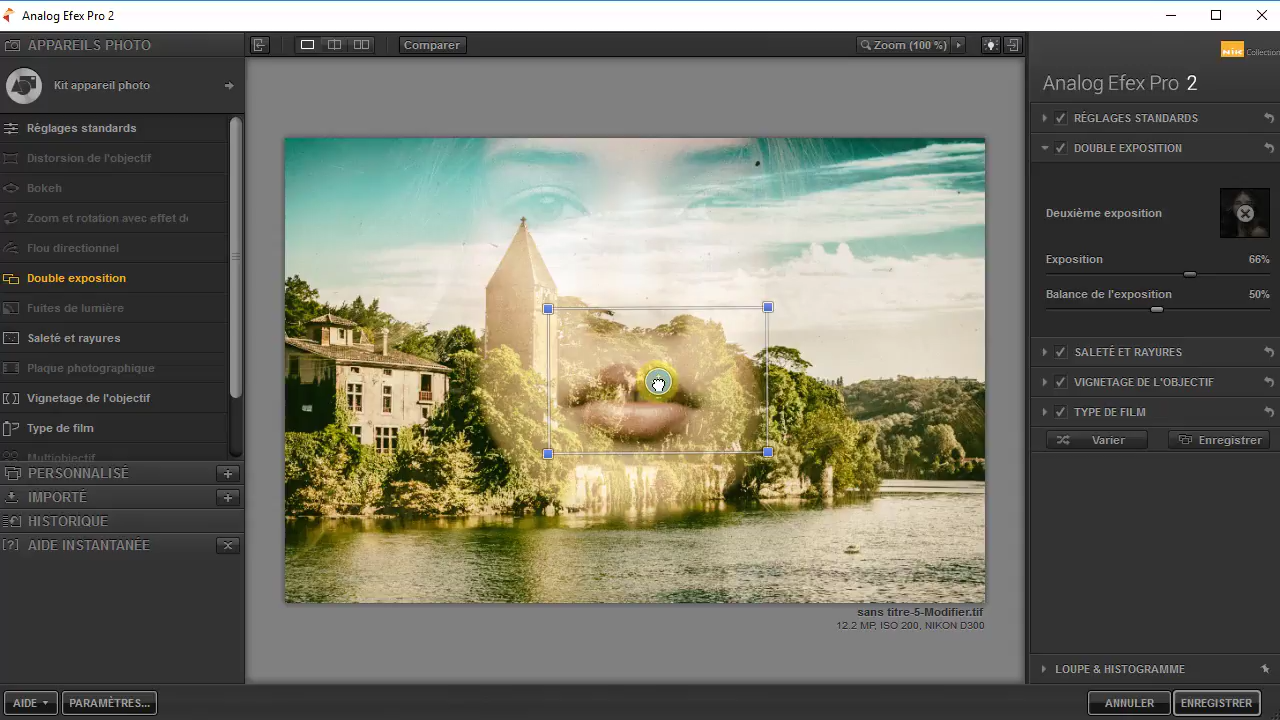 Analog Efex Pro 2
APPAREILS PHOTO
Kit appareil photo
Réglages standards
Distorsion de l'objectif
Bokeh
Zoom et rotation avec effet de
Flou directionnel
Double exposition
Fuites de lumière
Saleté et rayures
Plaque photographique
Vignetage de l'objectif
Type de film
Multiobjectif
PERSONNALISÉ
IMPORTÉ
HISTORIQUE
[?] AIDE INSTANTANÉE
AIDE
PARAMÈTRES...
Comparer
Zoom (100 %)
sans titre-5-Modifier.tif
12.2 MP, ISO 200, NIKON D300
Nik Collection
Analog Efex Pro 2
RÉGLAGES STANDARDS
DOUBLE EXPOSITION
Deuxième exposition
Exposition 66%
Balance de l'exposition 50%
SALETÉ ET RAYURES
VIGNETAGE DE L'OBJECTIF
TYPE DE FILM
Varier
Enregistrer
LOUPE & HISTOGRAMME
ANNULER
ENREGISTRER